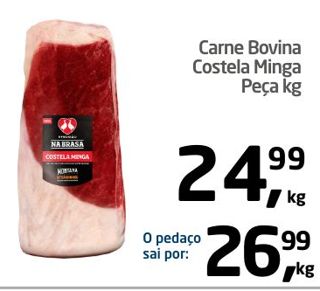 Carne Bovina
Costela Minga
Peça kg
NA BRASA
COSTELA MINGA
MONTANA
24,99 kg
O pedaço
sai por:
26,99 kg